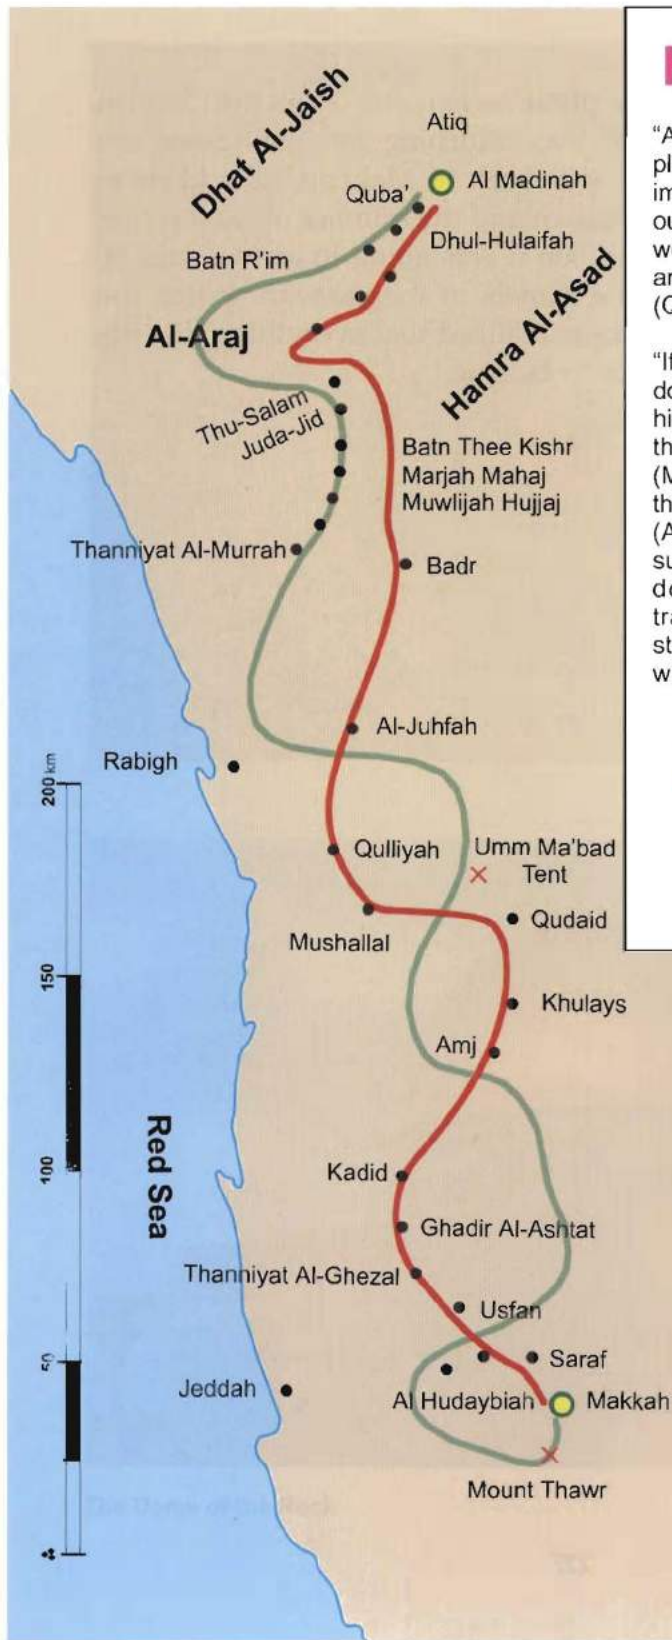 Dhat Al-Jaish
Atiq
Quba'
Al Madinah
Dhul-Hulaifah
Batn R'im
Al-Araj
Hamra Al-Asad
Thu-Salam
Juda-Jid
Batn Thee Kishr
Marjah Mahaj
Muwlijah Hujjaj
Thanniyat Al-Murrah
Badr
Al-Juhfah
Rabigh
200 km
Qulliyah
Umm Ma'bad
Tent
Mushallal
Qudaid
150
Khulays
Amj
Red Sea
100
Kadid
Ghadir Al-Ashtat
Thanniyat Al-Ghezal
Usfan
50
Saraf
Jeddah
Al Hudaybiah
Makkah
Mount Thawr